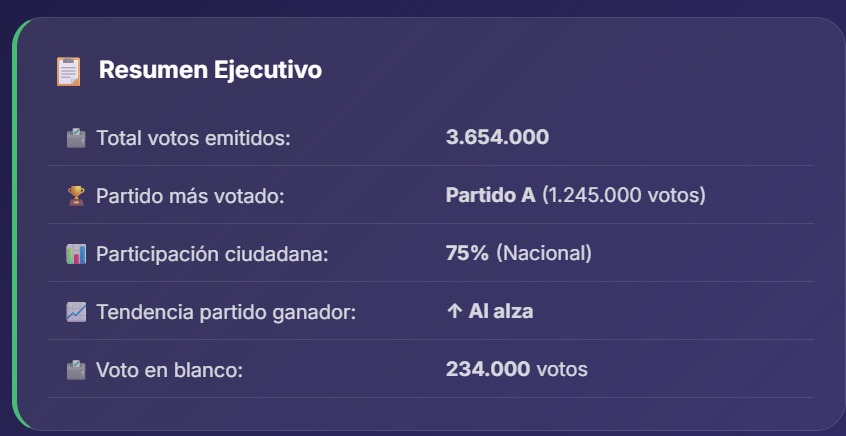 Resumen Ejecutivo
Total votos emitidos: 3.654.000
Partido más votado: Partido A (1.245.000 votos)
Participación ciudadana: 75% (Nacional)
Tendencia partido ganador: ↑ Al alza
Voto en blanco: 234.000 votos